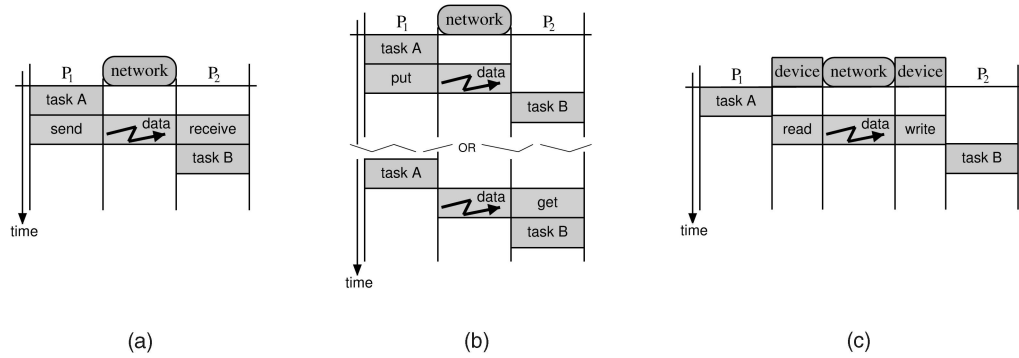 P1 network P2
task A
send data receive
task B
time
(a)
P1 network P2
task A
put data
task B
OR
task A
data get
task B
time
(b)
P1 device network device P2
task A
read data write
task B
time
(c)